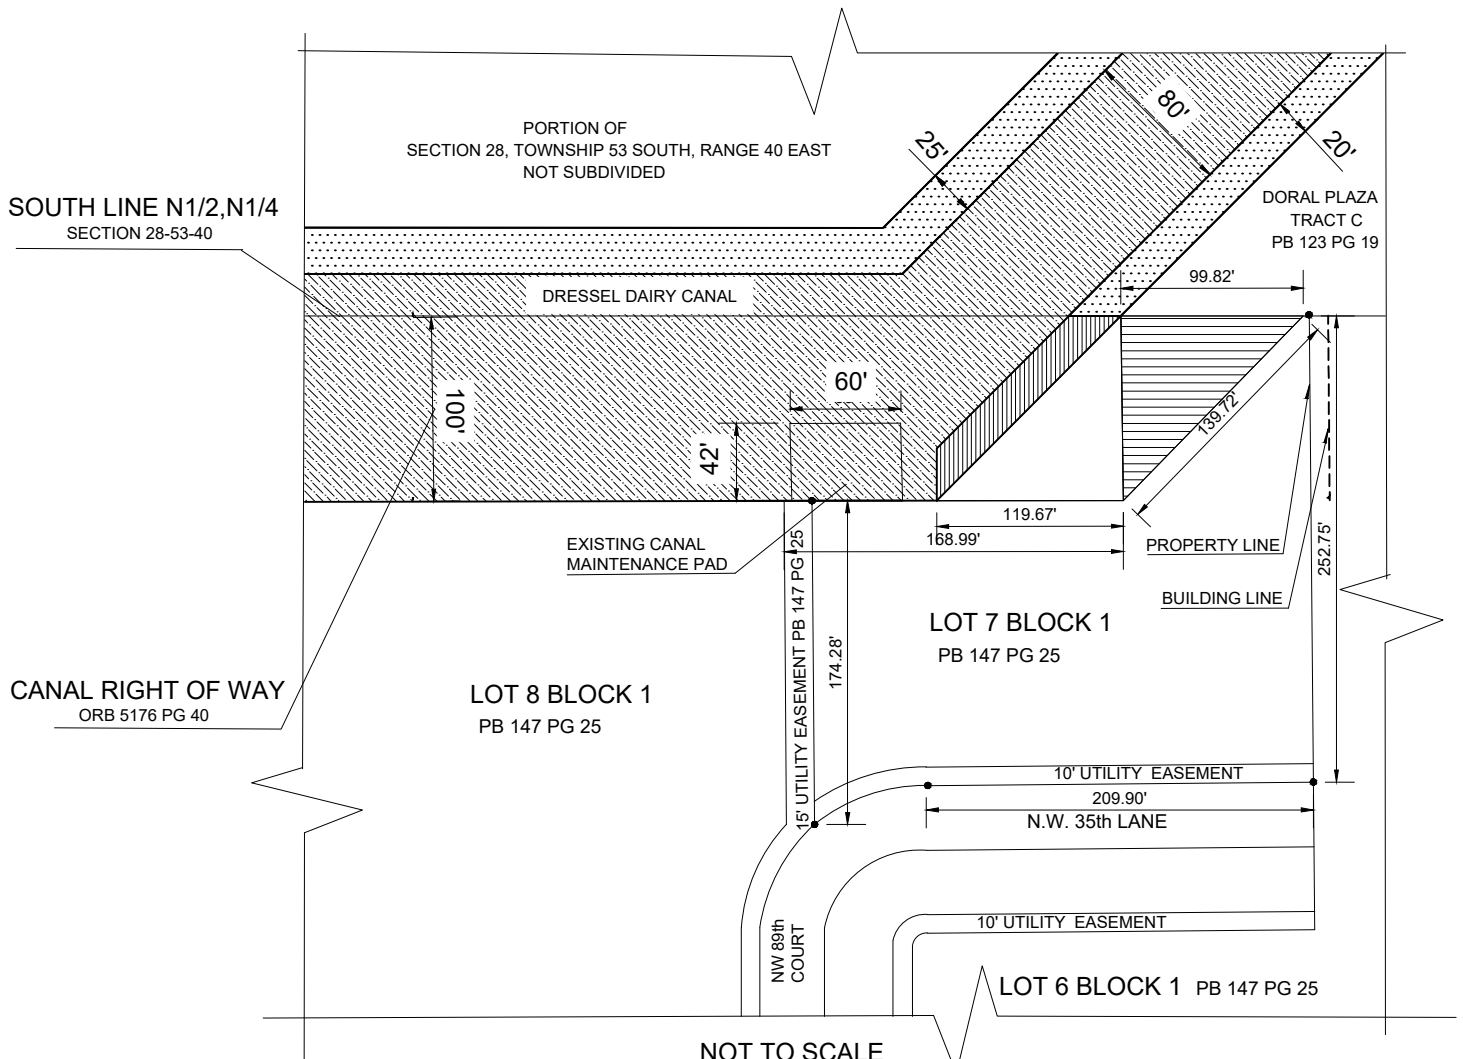 PORTION OF
SECTION 28, TOWNSHIP 53 SOUTH, RANGE 40 EAST
NOT SUBDIVIDED
25'
80'
20'
SOUTH LINE N1/2,N1/4
SECTION 28-53-40
DORAL PLAZA
TRACT C
PB 123 PG 19
99.82'
DRESSEL DAIRY CANAL
100'
60'
42'
139.72'
119.67'
168.99'
EXISTING CANAL
MAINTENANCE PAD
PROPERTY LINE
BUILDING LINE
252.75'
15' UTILITY EASEMENT PB 147 PG 25
174.28'
LOT 7 BLOCK 1
PB 147 PG 25
CANAL RIGHT OF WAY
ORB 5176 PG 40
LOT 8 BLOCK 1
PB 147 PG 25
10' UTILITY EASEMENT
209.90'
N.W. 35th LANE
NW 89th
COURT
10' UTILITY EASEMENT
LOT 6 BLOCK 1 PB 147 PG 25
NOT TO SCALE